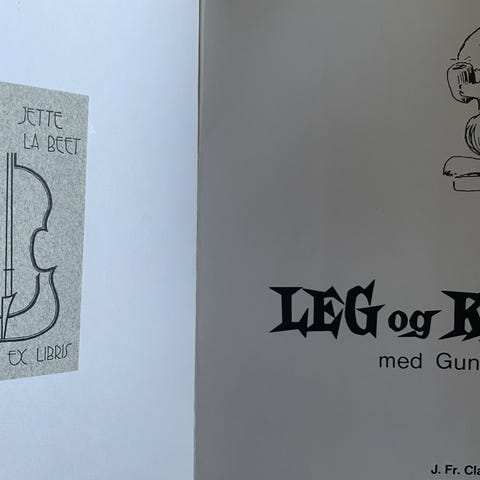 JETTE
LA BEET
EX LIBRIS
LEG og K
med Gun
J. Fr. Cla